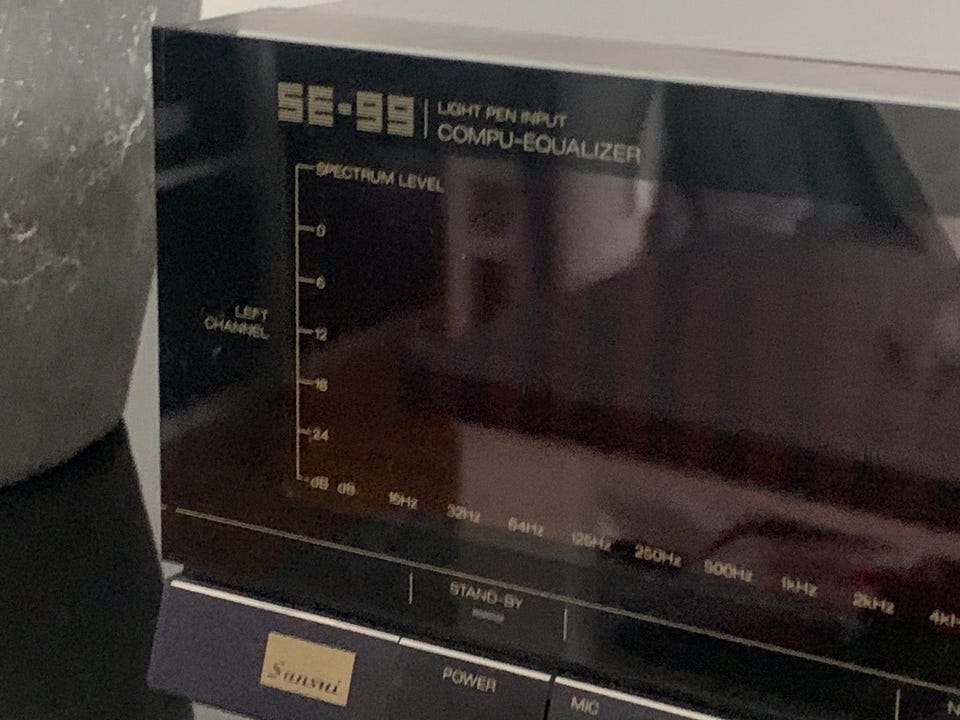 SE-99
LIGHT PEN INPUT
COMPU-EQUALIZER
SPECTRUM LEVEL
0
6
LEFT
CHANNEL
12
18
24
dB dB
16Hz 32Hz 64Hz 125Hz 250Hz 500Hz 1kHz 2kHz 4kH
STAND-BY
Sansui
POWER
MIC
N